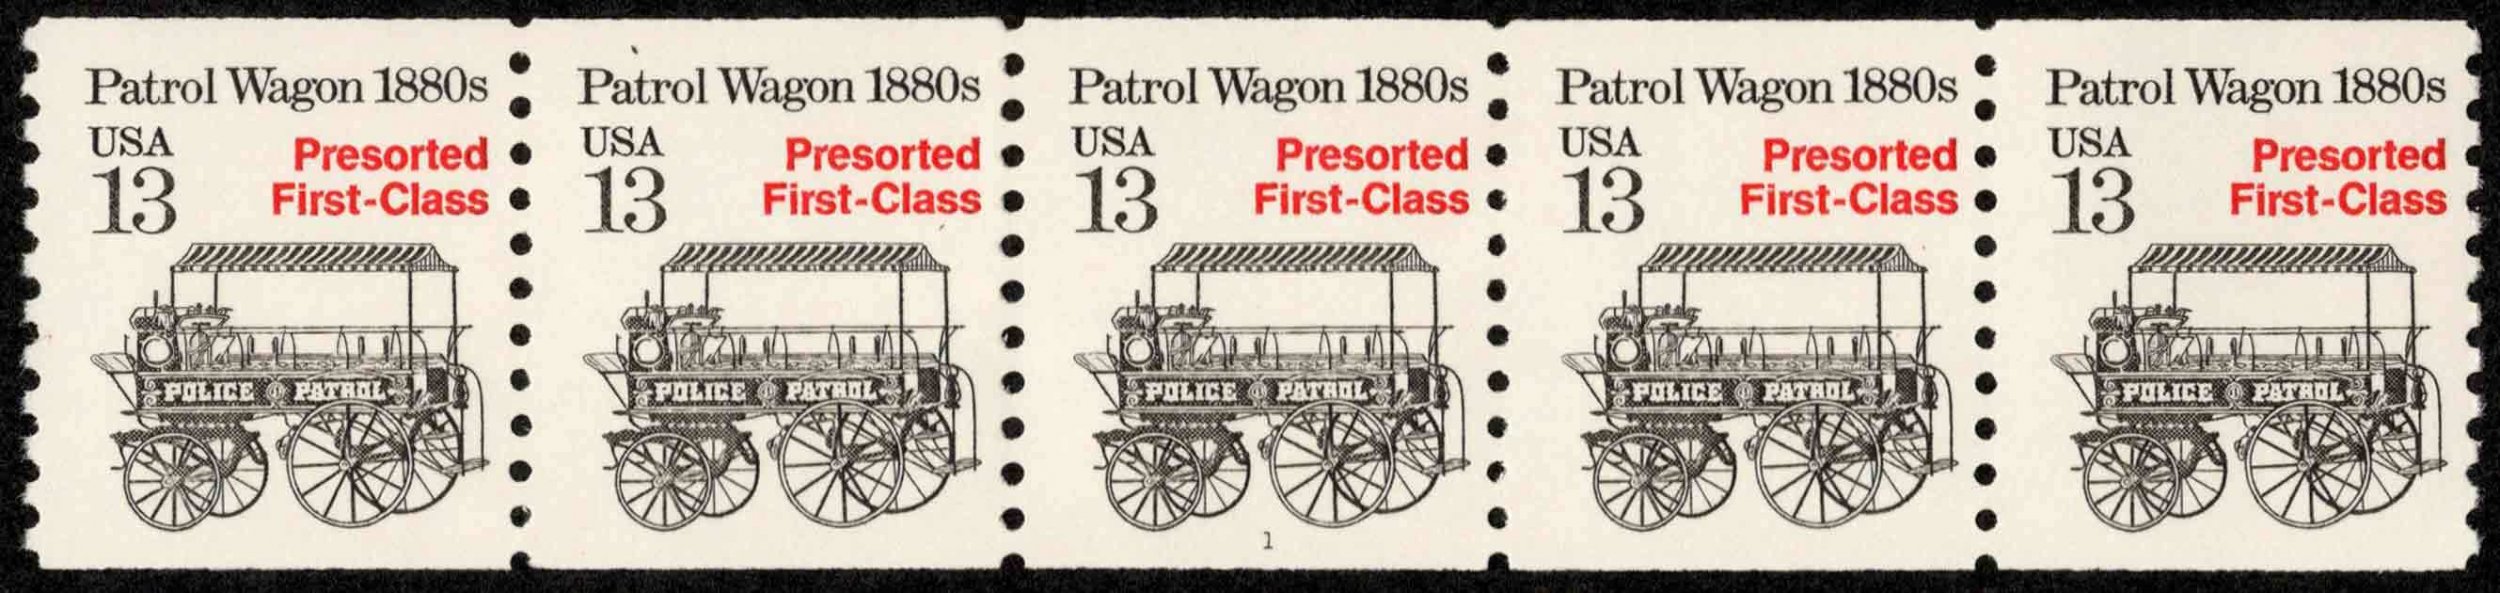 Patrol Wagon 1880s
USA
13
Presorted
First-Class
POLICE PATROL
Patrol Wagon 1880s
USA
13
Presorted
First-Class
POLICE PATROL
Patrol Wagon 1880s
USA
13
Presorted
First-Class
POLICE PATROL
1
Patrol Wagon 1880s
USA
13
Presorted
First-Class
POLICE PATROL
Patrol Wagon 1880s
USA
13
Presorted
First-Class
POLICE PATROL